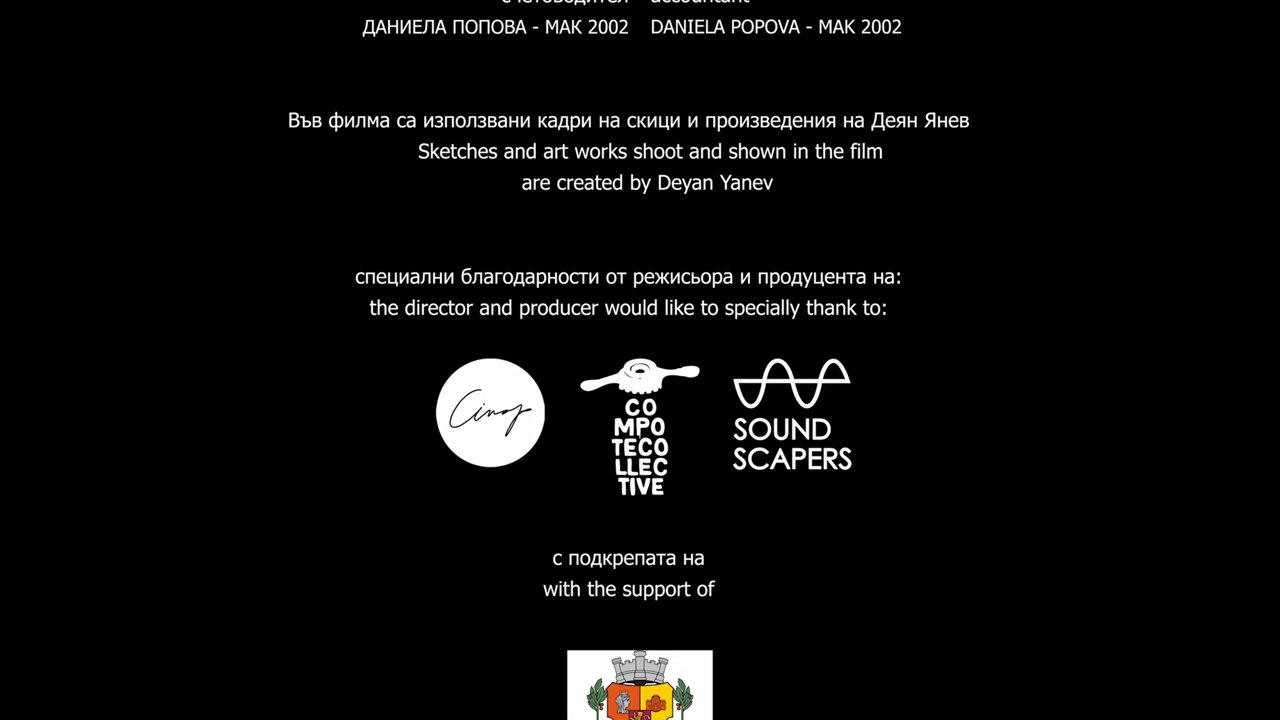 счетоводител accountant
ДАНИЕЛА ПОПОВА - МАК 2002 DANIELA POPOVA - MAK 2002
Във филма са използвани кадри на скици и произведения на Деян Янев
Sketches and art works shoot and shown in the film
are created by Deyan Yanev
специални благодарности от режисьора и продуцента на:
the director and producer would like to specially thank to:
CO
MPO
TECO
LLEC
TIVE
SOUND
SCAPERS
с подкрепата на
with the support of